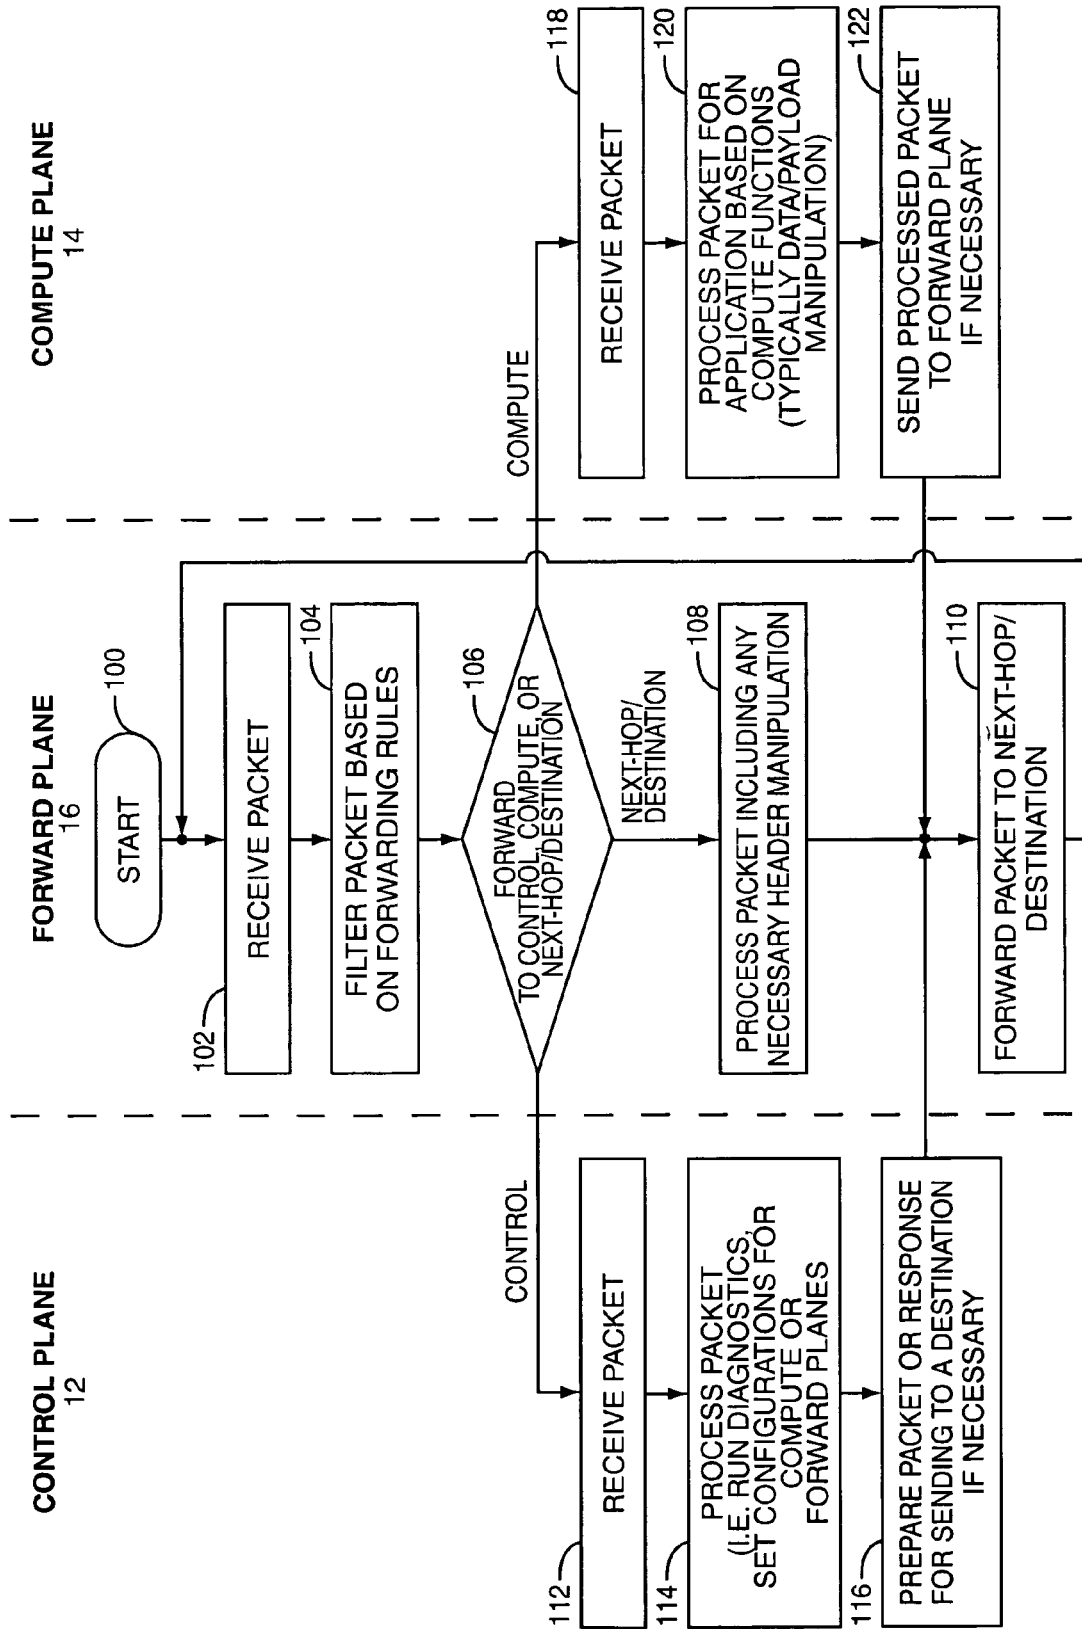 CONTROL PLANE
12
FORWARD PLANE
16
COMPUTE PLANE
14
START
100
RECEIVE PACKET
102
FILTER PACKET BASED
ON FORWARDING RULES
104
FORWARD
TO CONTROL, COMPUTE, OR
NEXT-HOP/DESTINATION
106
CONTROL
COMPUTE
NEXT-HOP/
DESTINATION
PROCESS PACKET INCLUDING ANY
NECESSARY HEADER MANIPULATION
108
FORWARD PACKET TO NEXT-HOP/
DESTINATION
110
RECEIVE PACKET
112
PROCESS PACKET
(I.E. RUN DIAGNOSTICS,
SET CONFIGURATIONS FOR
COMPUTE OR
FORWARD PLANES
114
PREPARE PACKET OR RESPONSE
FOR SENDING TO A DESTINATION
IF NECESSARY
116
RECEIVE PACKET
118
PROCESS PACKET FOR
APPLICATION BASED ON
COMPUTE FUNCTIONS
(TYPICALLY DATA/PAYLOAD
MANIPULATION)
120
SEND PROCESSED PACKET
TO FORWARD PLANE
IF NECESSARY
122